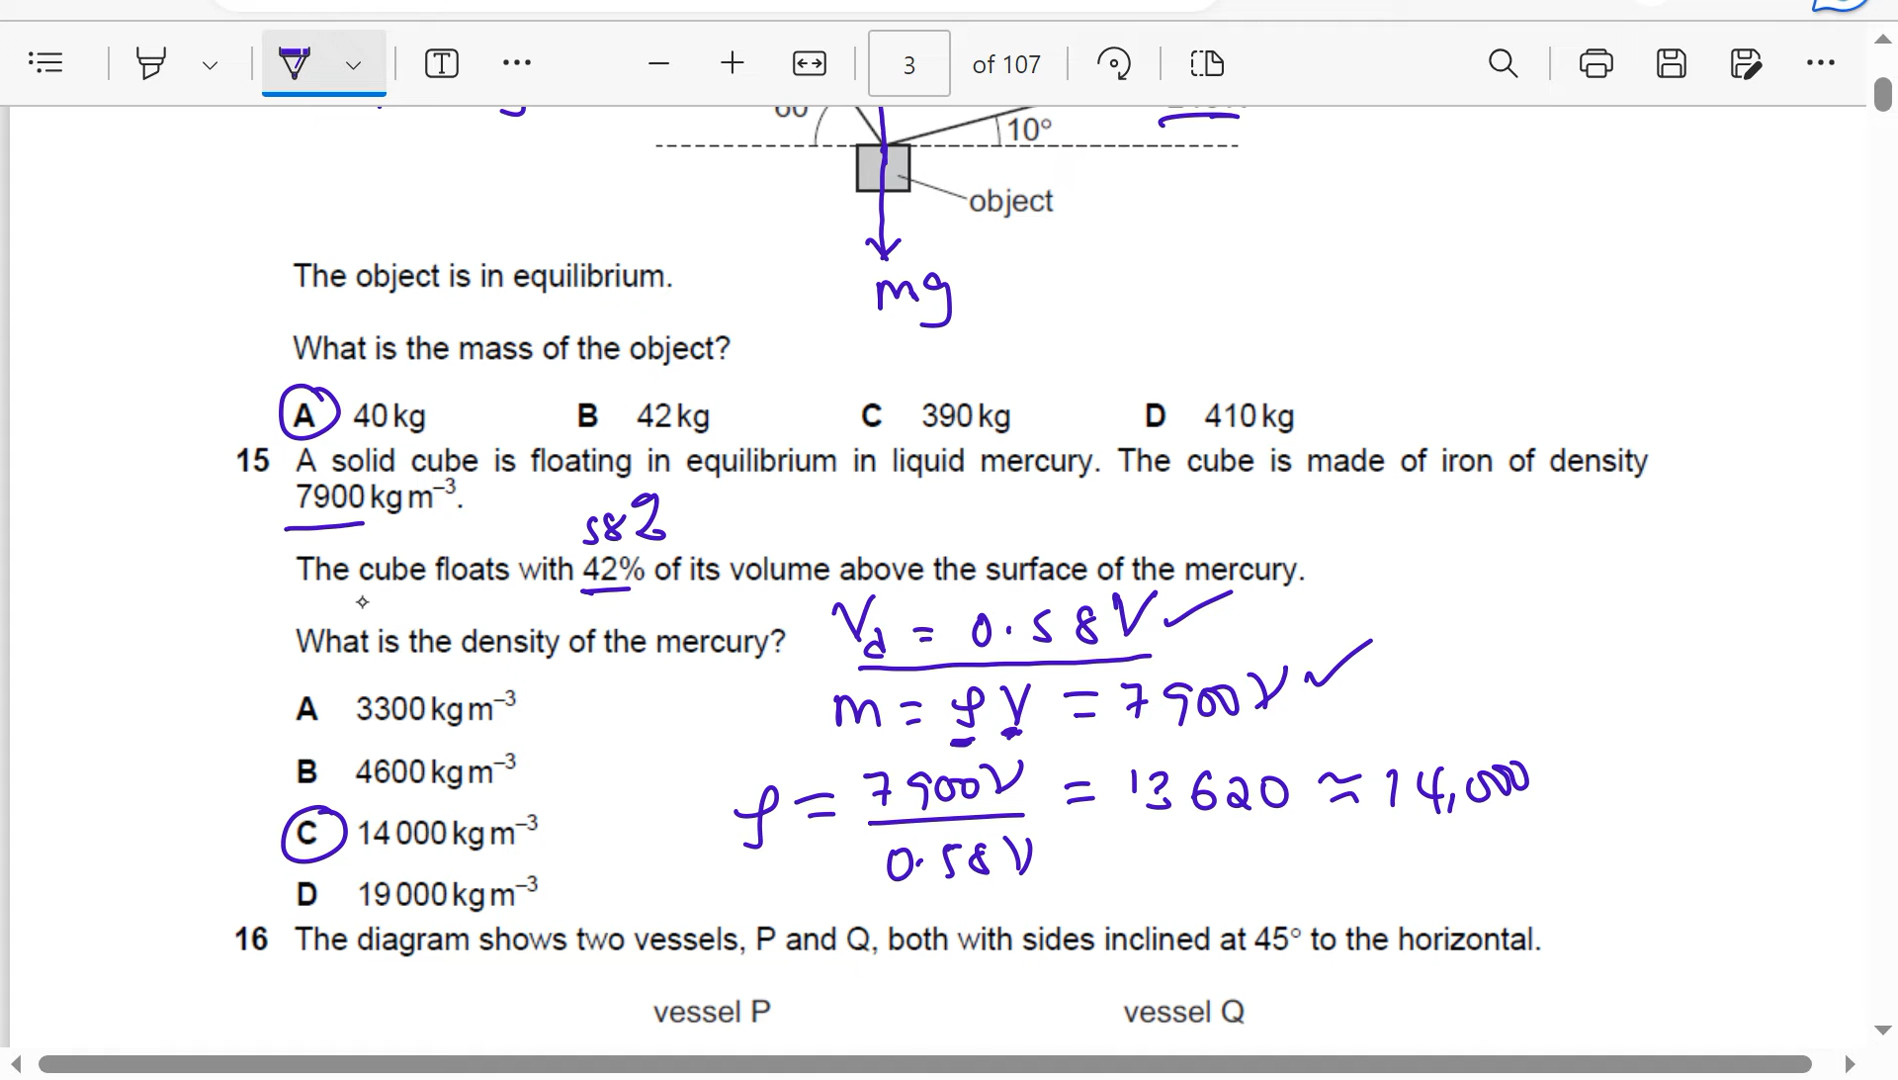 3 of 107
10°
object
mg
The object is in equilibrium.
What is the mass of the object?
A 40 kg B 42 kg C 390 kg D 410 kg
15 A solid cube is floating in equilibrium in liquid mercury. The cube is made of iron of density
7900 kg m⁻³.
58%
The cube floats with 42% of its volume above the surface of the mercury.
V_d = 0.58V ✓
What is the density of the mercury?
A 3300 kg m⁻³
m = ρV = 7900V ✓
B 4600 kg m⁻³
ρ = 7900V / 0.58V = 13620 ≈ 14,000
C 14 000 kg m⁻³
D 19 000 kg m⁻³
16 The diagram shows two vessels, P and Q, both with sides inclined at 45° to the horizontal.
vessel P vessel Q